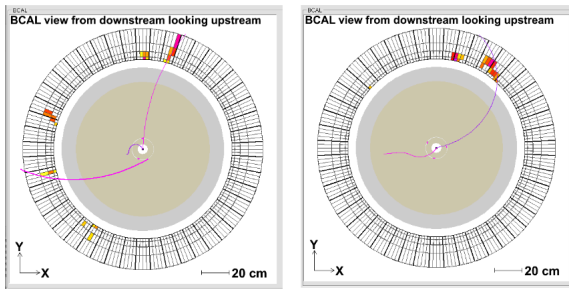 BCAL
BCAL view from downstream looking upstream
Y
X
20 cm
BCAL
BCAL view from downstream looking upstream
Y
X
20 cm